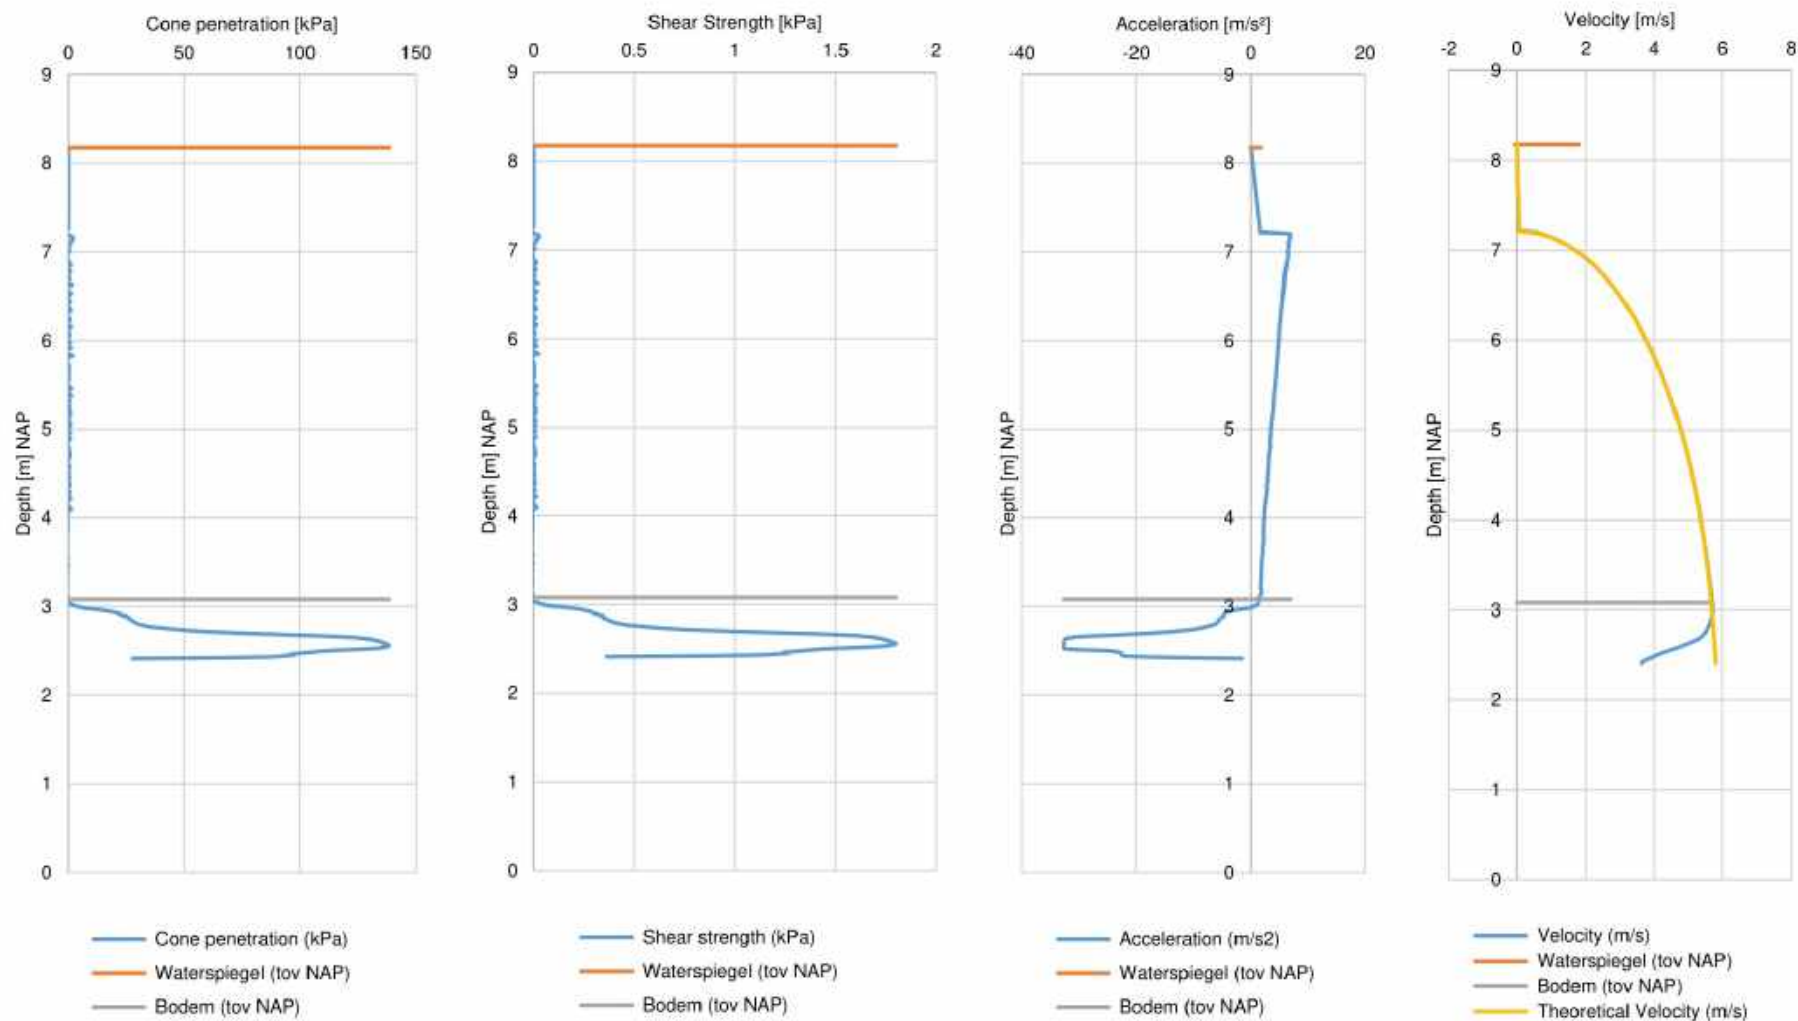 Cone penetration [kPa]
0 50 100 150
9
8
7
6
5
4
3
2
1
0
Depth [m] NAP
Cone penetration (kPa)
Waterspiegel (tov NAP)
Bodem (tov NAP)
Shear Strength [kPa]
0 0.5 1 1.5 2
9
8
7
6
5
4
3
2
1
0
Depth [m] NAP
Shear strength (kPa)
Waterspiegel (tov NAP)
Bodem (tov NAP)
Acceleration [m/s²]
-40 -20 0 20
9
8
7
6
5
4
3
2
1
0
Depth [m] NAP
Acceleration (m/s2)
Waterspiegel (tov NAP)
Bodem (tov NAP)
Velocity [m/s]
-2 0 2 4 6 8
9
8
7
6
5
4
3
2
1
0
Depth [m] NAP
Velocity (m/s)
Waterspiegel (tov NAP)
Bodem (tov NAP)
Theoretical Velocity (m/s)